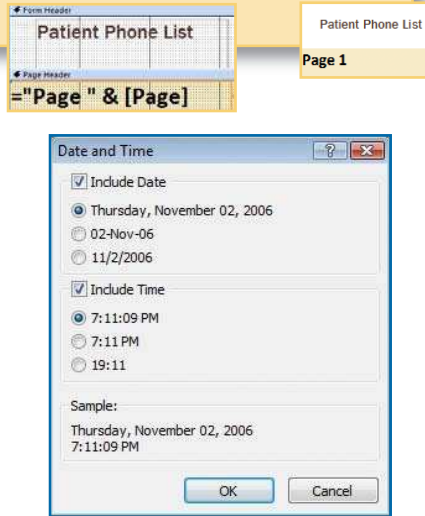 Form Header
Patient Phone List
Page Header
="Page " & [Page]
Patient Phone List
Page 1
Date and Time
Include Date
Thursday, November 02, 2006
02-Nov-06
11/2/2006
Include Time
7:11:09 PM
7:11 PM
19:11
Sample:
Thursday, November 02, 2006
7:11:09 PM
OK Cancel